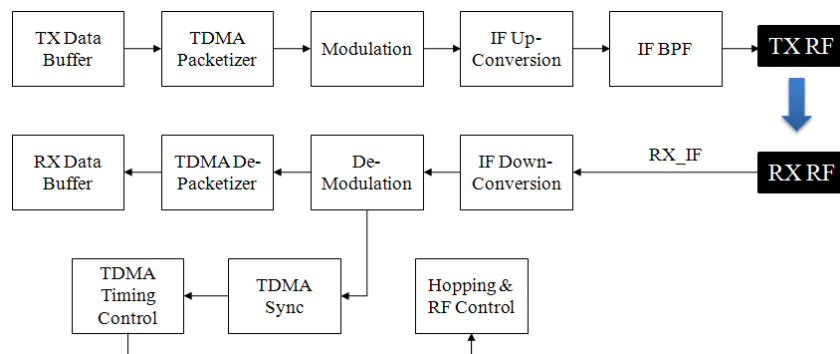 TX Data
Buffer
TDMA
Packetizer
Modulation
IF Up-
Conversion
IF BPF
TX RF
RX Data
Buffer
TDMA De-
Packetizer
De-
Modulation
IF Down-
Conversion
RX_IF
RX RF
TDMA
Timing
Control
TDMA
Sync
Hopping &
RF Control